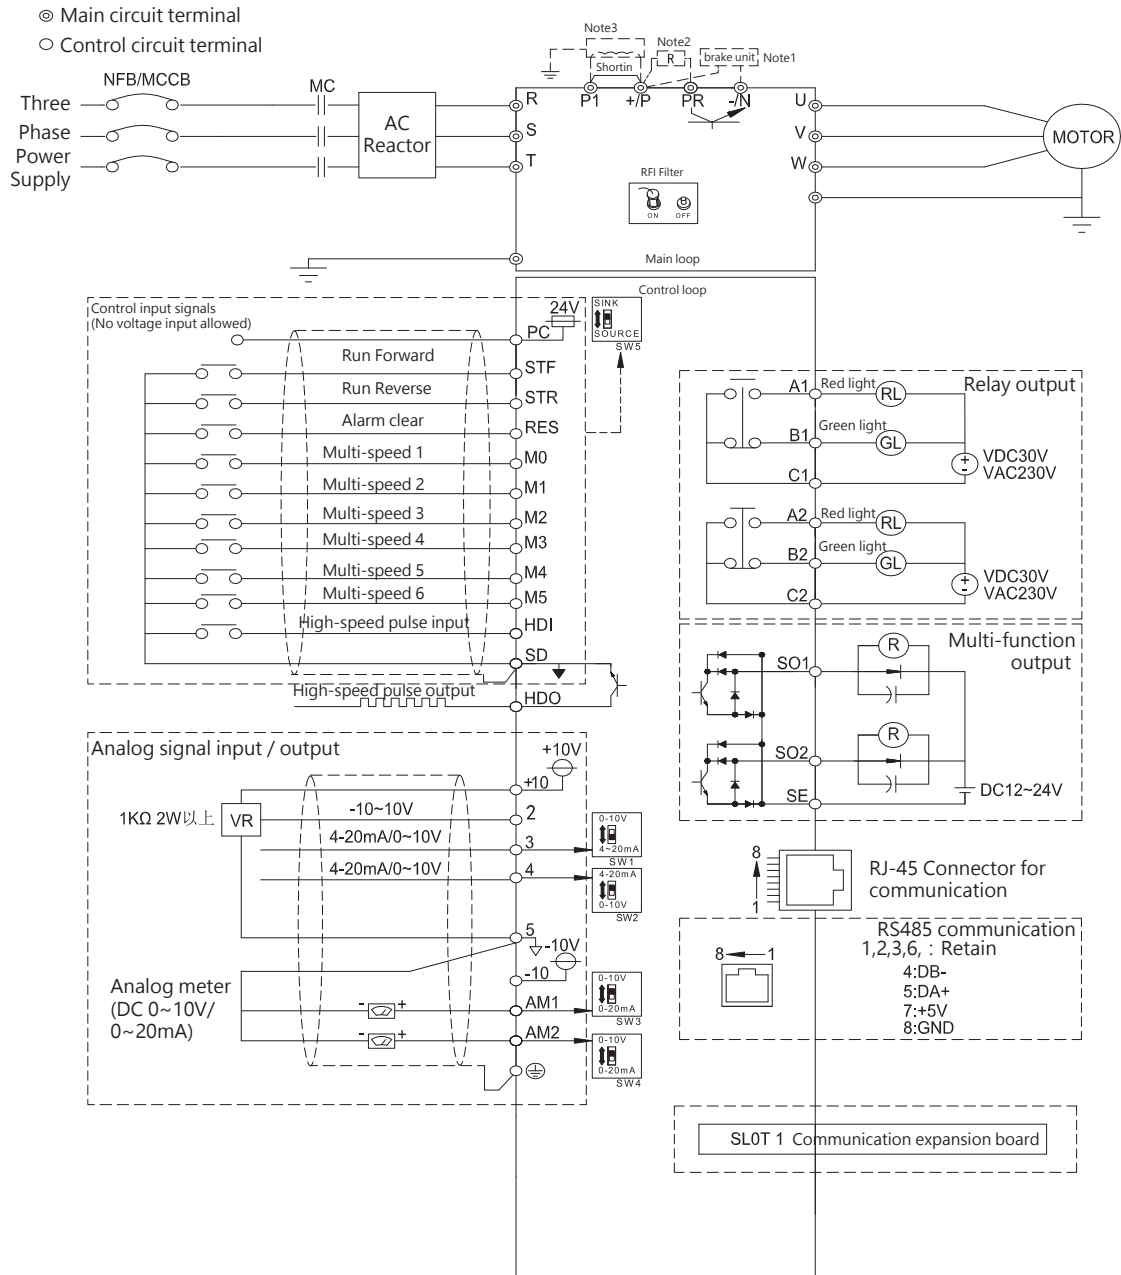 Main circuit terminal
Control circuit terminal
Note3
Note2
Shortin
R
brake unit
Note1
NFB/MCCB
MC
P1
+/P
PR
-/N
Three
Phase
Power
Supply
AC
Reactor
R
S
T
U
V
W
MOTOR
RFI Filter
ON
OFF
Main loop
Control loop
Control input signals
(No voltage input allowed)
24V
PC
SINK
SOURCE
SW5
Run Forward
STF
Run Reverse
STR
Alarm clear
RES
Multi-speed 1
M0
Multi-speed 2
M1
Multi-speed 3
M2
Multi-speed 4
M3
Multi-speed 5
M4
Multi-speed 6
M5
High-speed pulse input
HDI
SD
High-speed pulse output
HDO
Relay output
A1
Red light
RL
B1
Green light
GL
C1
+
-
VDC30V
VAC230V
A2
Red light
RL
B2
Green light
GL
C2
+
-
VDC30V
VAC230V
Multi-function
output
SO1
R
SO2
R
SE
DC12~24V
Analog signal input / output
+10V
+10
1KΩ 2W以上
VR
-10~10V
2
4-20mA/0~10V
3
0-10V
4~20mA
SW1
4-20mA/0~10V
4
4-20mA
0-10V
SW2
5
-10V
-10
Analog meter
(DC 0~10V/
0~20mA)
- +
AM1
0-10V
0-20mA
SW3
- +
AM2
0-10V
0-20mA
SW4
8
1
RJ-45 Connector for
communication
RS485 communication
8
1
1,2,3,6, : Retain
4:DB-
5:DA+
7:+5V
8:GND
SL0T 1 Communication expansion board